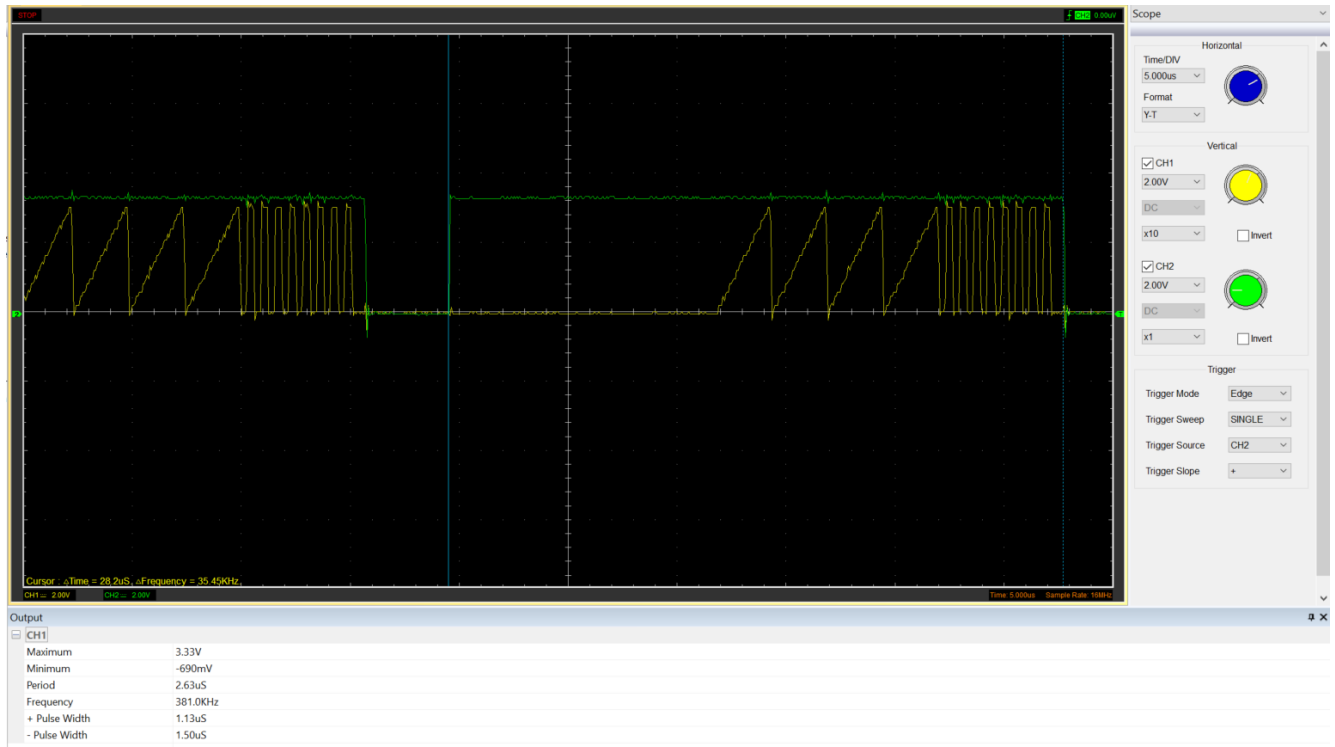 STOP
CH2 0.00uV
Scope
Horizontal
Time/DIV
5.000us
Format
Y-T
Vertical
CH1
2.00V
DC
x10
Invert
CH2
2.00V
DC
x1
Invert
Trigger
Trigger Mode Edge
Trigger Sweep SINGLE
Trigger Source CH2
Trigger Slope +
Cursor : △Time = 28.2uS, △Frequency = 35.45KHz
CH1 2.00V CH2 2.00V Time: 5.000us Sample Rate: 16MHz
Output
CH1
Maximum 3.33V
Minimum -690mV
Period 2.63uS
Frequency 381.0KHz
+ Pulse Width 1.13uS
- Pulse Width 1.50uS